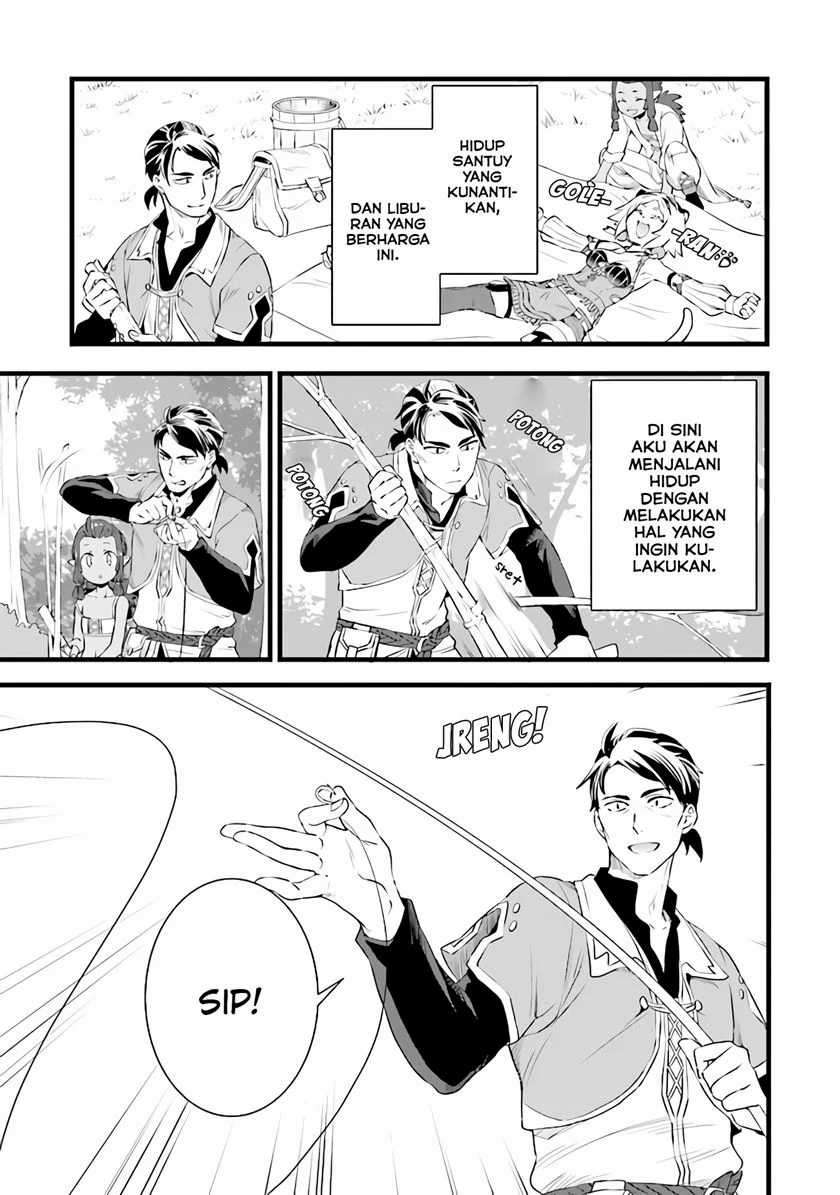 HIDUP
SANTUY
YANG
KUNANTI-
KAN,
GOLE-
-RAN
DAN LIBU-
RAN YANG
BERHARGA
INI.
DI SINI
AKU AKAN
MENJALANI
HIDUP
DENGAN
MELAKUKAN
HAL YANG
INGIN KU-
LAKUKAN.
POTONG
POTONG
sret
JRENG!
SIP!